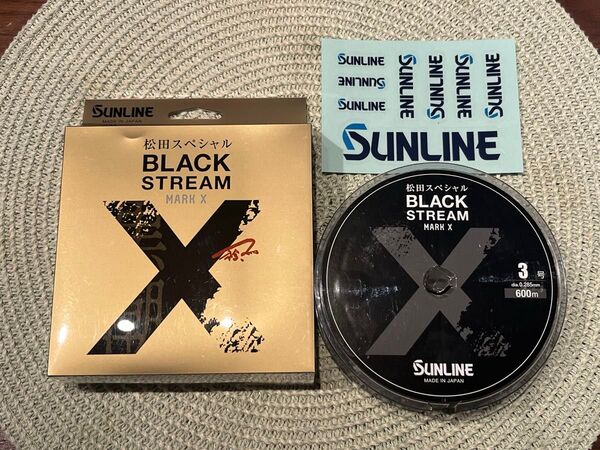 SUNLINE
MADE IN JAPAN
松田スペシャル
BLACK
STREAM
MARK X
X
SUNLINE
SUNLINE
SUNLINE
SUNLINE
SUNLINE
SUNLINE
SUNLINE
SUNLINE
SUNLINE
松田スペシャル
BLACK
STREAM
MARK X
X
3号
dia.0.285mm
600m
SUNLINE
MADE IN JAPAN